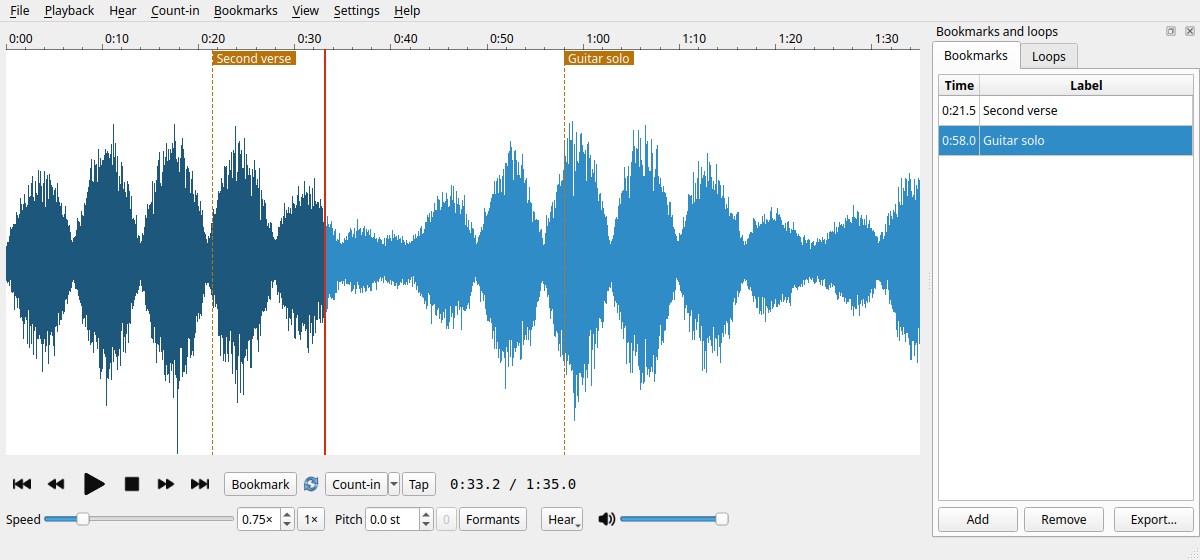 File Playback Hear Count-in Bookmarks View Settings Help
0:00 0:10 0:20 0:30 0:40 0:50 1:00 1:10 1:20 1:30
Second verse Guitar solo
Bookmarks and loops
Bookmarks Loops
Time Label
0:21.5 Second verse
0:58.0 Guitar solo
Add Remove Export...
Bookmark Count-in Tap 0:33.2 / 1:35.0
Speed 0.75× 1× Pitch 0.0 st 0 Formants Hear